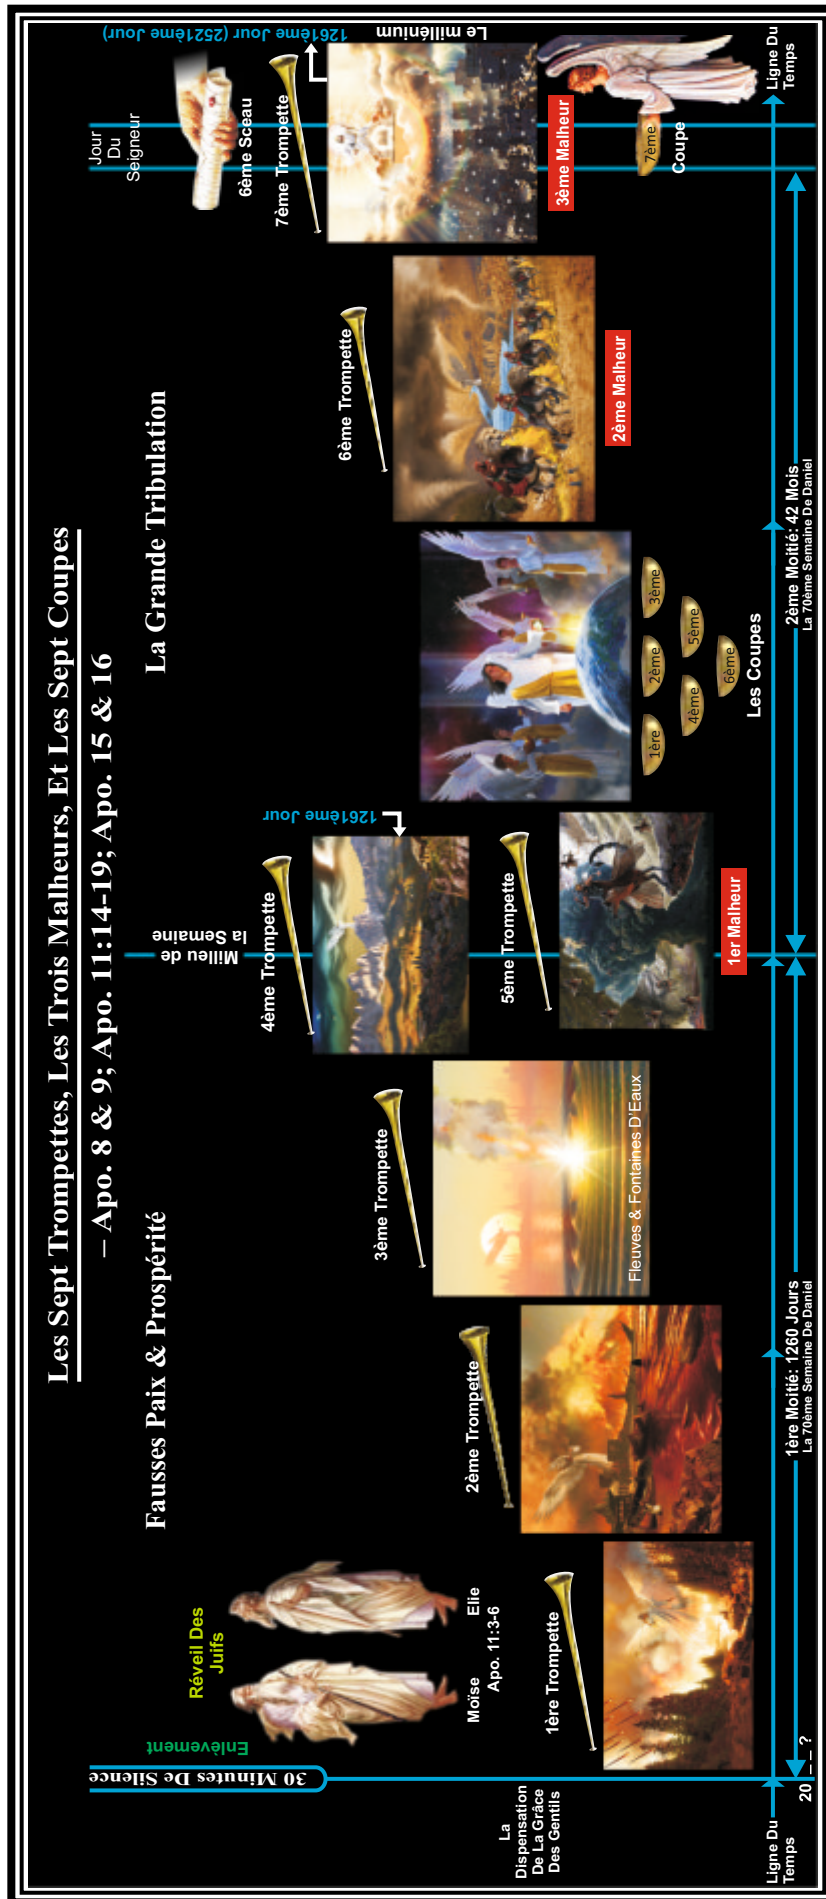 Les Sept Trompettes, Les Trois Malheurs, Et Les Sept Coupes
– Apo. 8 & 9; Apo. 11:14-19; Apo. 15 & 16
Fausses Paix & Prospérité
La Grande Tribulation
30 Minutes De Silence
Enlèvement
Réveil Des
Juifs
Moïse
Elie
Apo. 11:3-6
La
Dispensation
De La Grâce
Des Gentils
1ère Trompette
2ème Trompette
3ème Trompette
Fleuves & Fontaines D'Eaux
Milieu de
la Semaine
4ème Trompette
1261ème Jour
5ème Trompette
1er Malheur
1ère
2ème
3ème
4ème
5ème
6ème
Les Coupes
6ème Trompette
2ème Malheur
Jour
Du
Seigneur
6ème Sceau
7ème Trompette
1261ème Jour (2521ème Jour)
Le millénium
3ème Malheur
7ème
Coupe
Ligne Du
Temps
Ligne Du
Temps
20 – – ?
1ère Moitié: 1260 Jours
La 70ème Semaine De Daniel
2ème Moitié: 42 Mois
La 70ème Semaine De Daniel